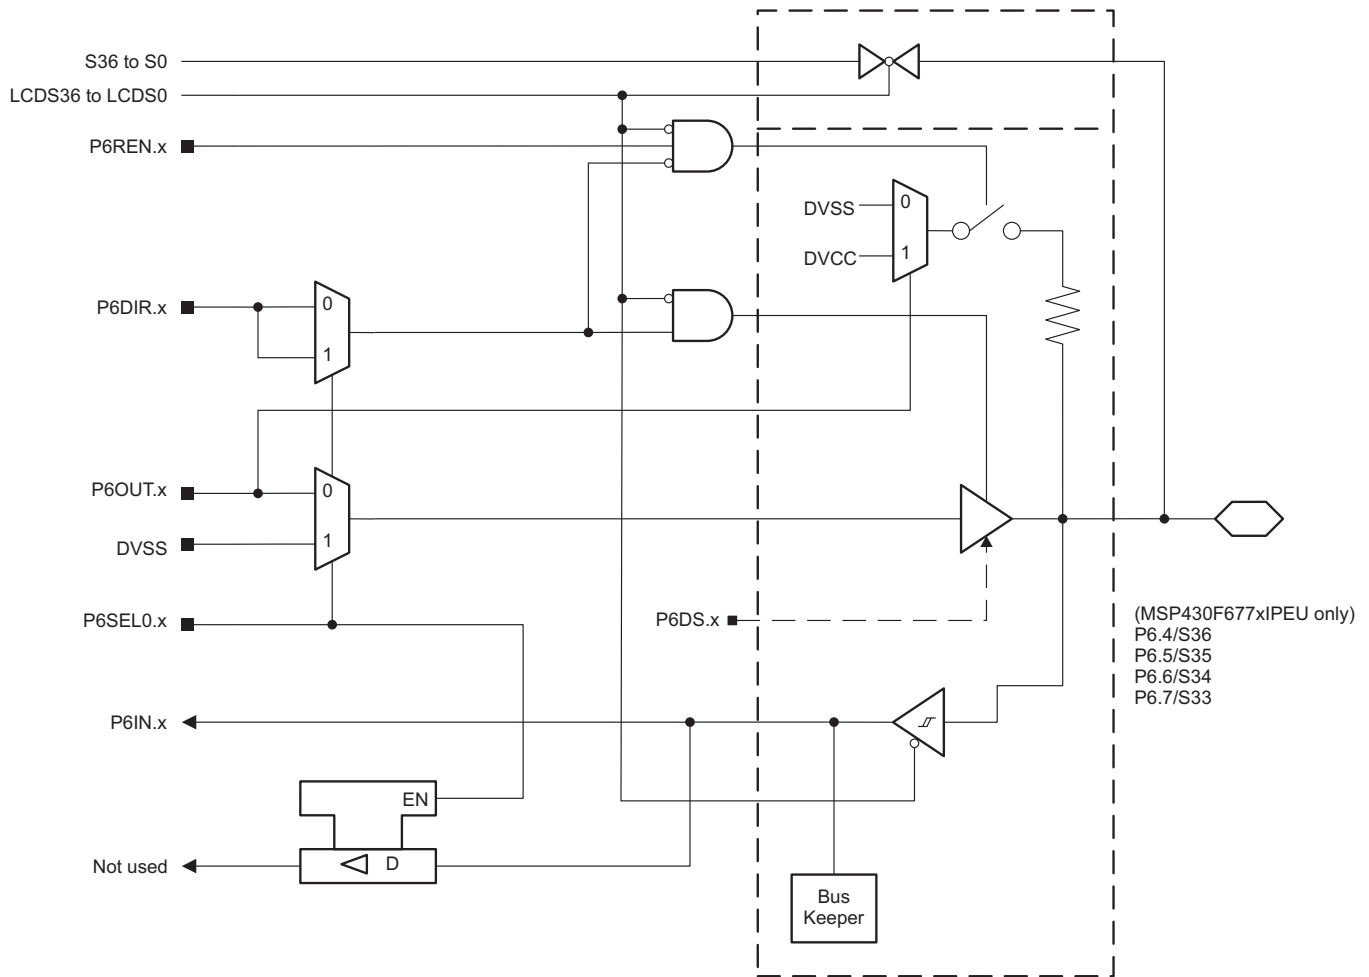 S36 to S0
LCDS36 to LCDS0
P6REN.x
DVSS
0
DVCC
1
P6DIR.x
0
1
P6OUT.x
0
DVSS
1
P6SEL0.x
P6DS.x
(MSP430F677xIPEU only)
P6.4/S36
P6.5/S35
P6.6/S34
P6.7/S33
P6IN.x
EN
Not used
D
Bus
Keeper